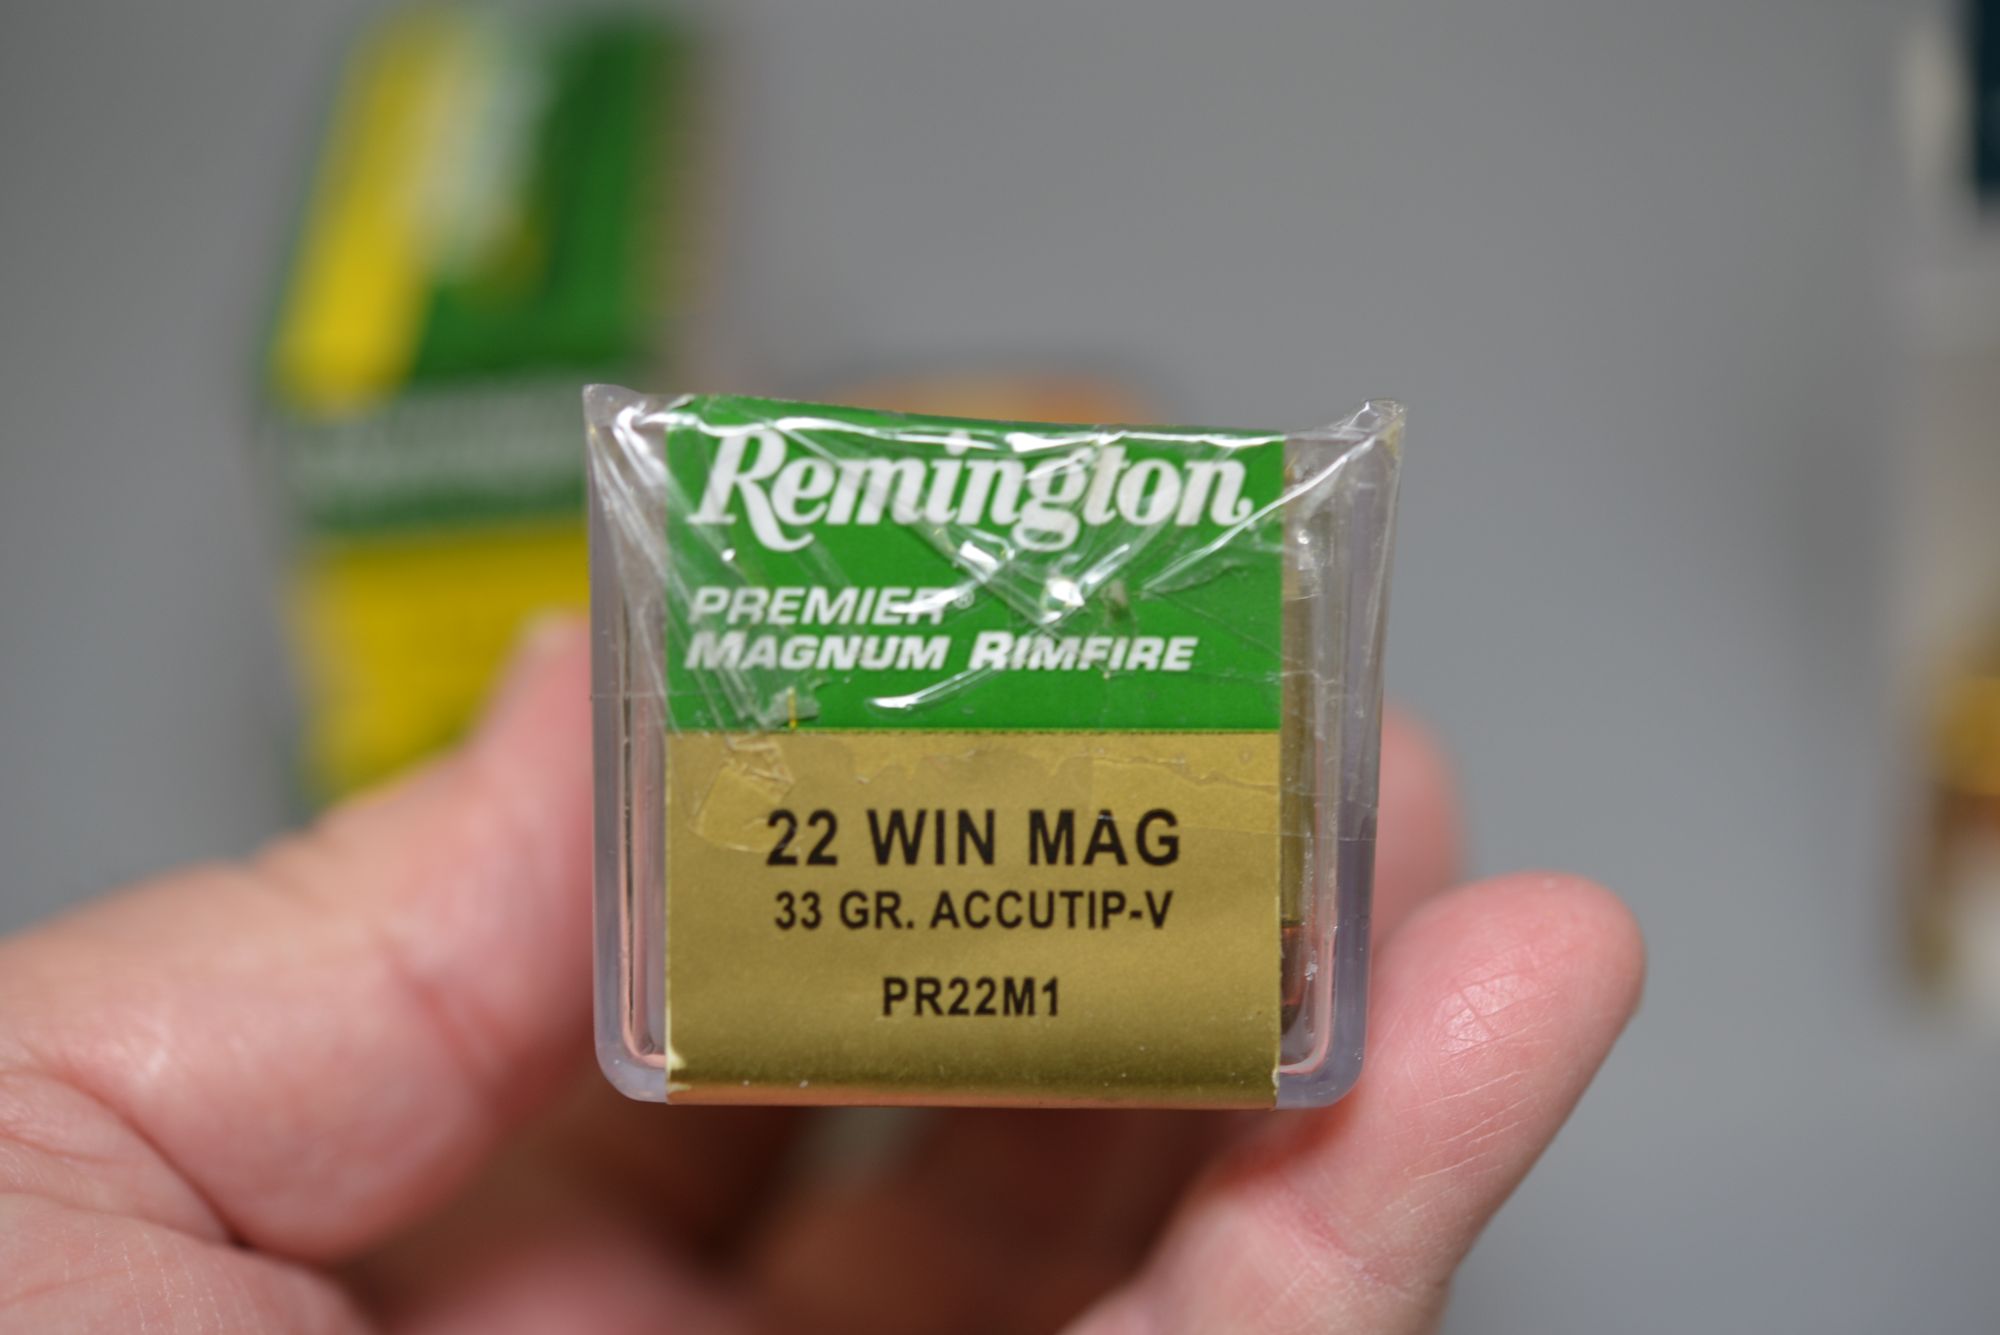 Remington
PREMIER®
MAGNUM RIMFIRE
22 WIN MAG
33 GR. ACCUTIP-V
PR22M1